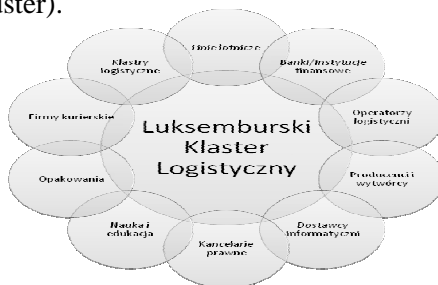 uster).
Linie lotnicze
Banki/Instytucje
finansowe
Operatorzy
logistyczni
Producenci i
wytwórcy
Dostawcy
informatyczni
Kancelarie
prawne
Nauka i
edukacja
Opakowania
Firmy kurierskie
Klastry
logistyczne
Luksemburski
Klaster
Logistyczny